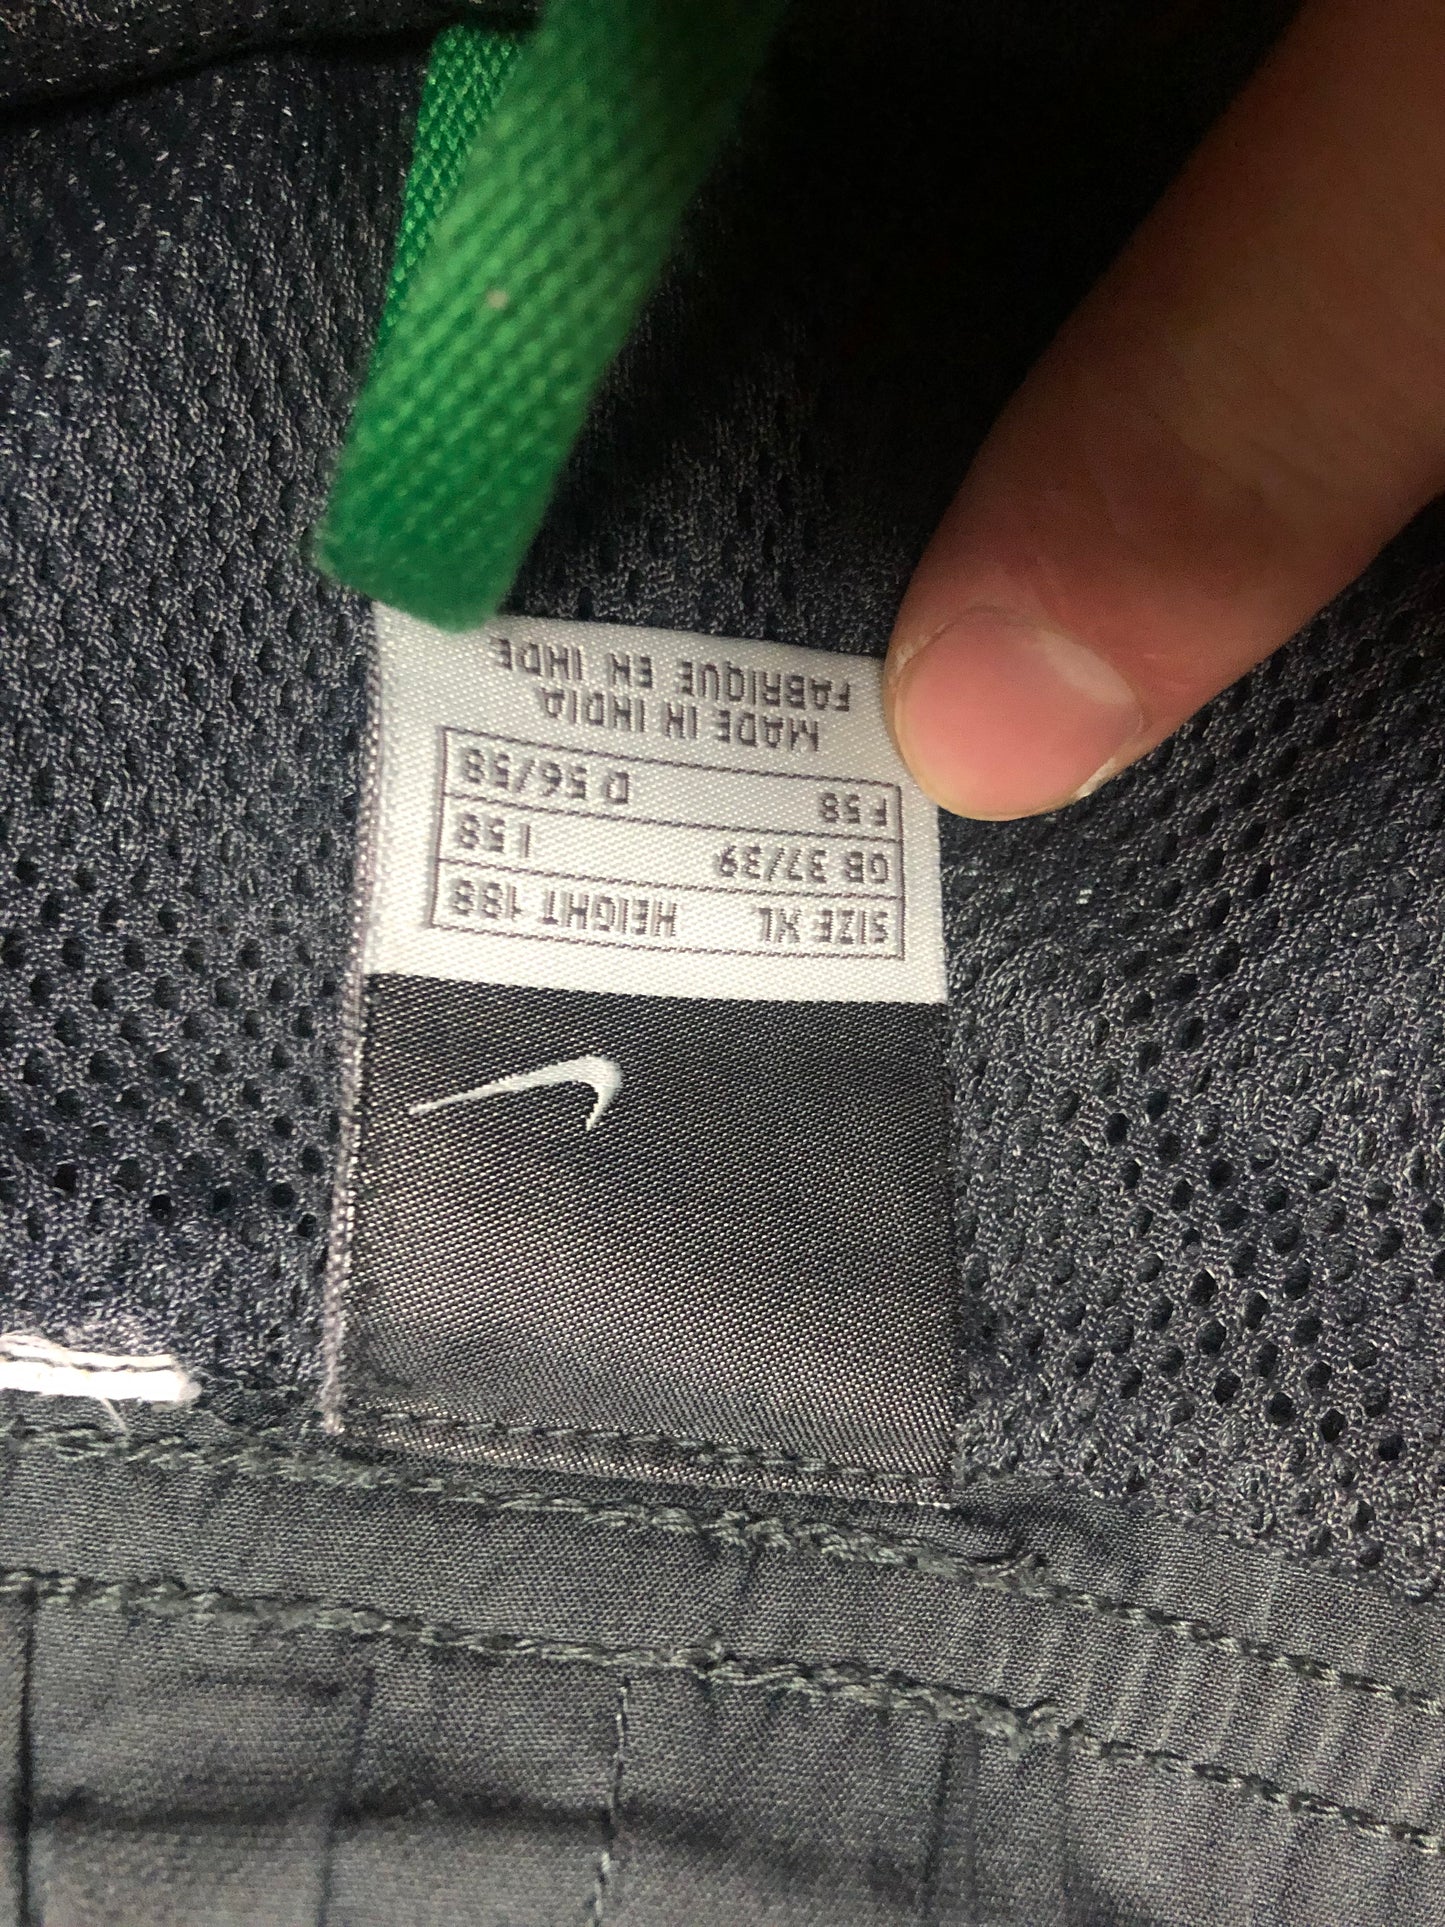 SIZE XL HEIGHT 188
GB 37/39 I 58
F 58 D 56/58
MADE IN INDIA
FABRIQUE EN INDE